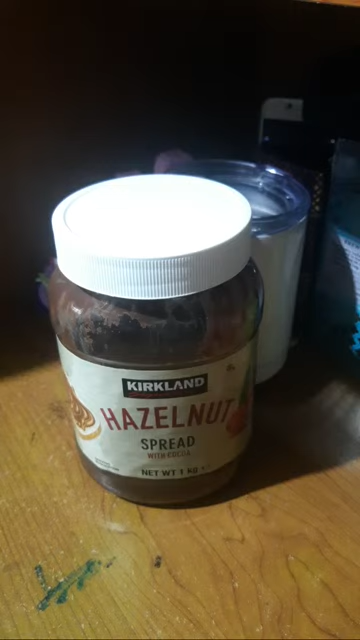 KIRKLAND
HAZELNUT
SPREAD
WITH COCOA
NET WT 1 KG